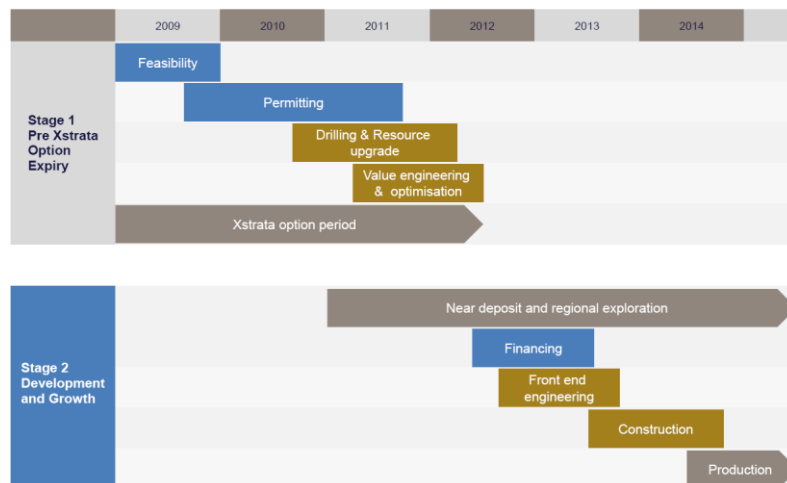 2009 2010 2011 2012 2013 2014
Stage 1
Pre Xstrata
Option
Expiry
Feasibility
Permitting
Drilling & Resource
upgrade
Value engineering
& optimisation
Xstrata option period
Stage 2
Development
and Growth
Near deposit and regional exploration
Financing
Front end
engineering
Construction
Production